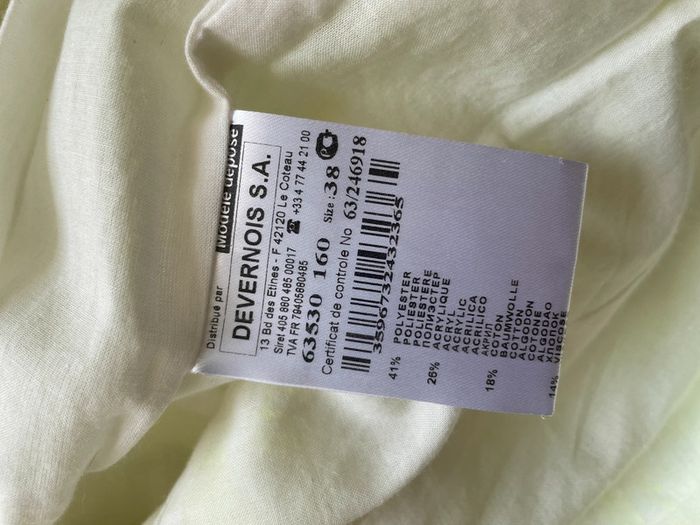 Distribué par
Modèle déposé
DEVERNOIS S.A.
13 Bd des Etines - F 42120 Le Coteau
Siret 405 880 485 00017 ☎ +33 4 77 44 21 00
TVA FR 79405880485
63530 160 Size : 38 P
Certificat de controle No 63/246918
3596732432365
41% POLYESTER
POLIESTER
POLIESTERE
ПОЛИЭСТЕР
26% ACRYLIQUE
ACRYL
ACRYLIC
ACRILICA
ACRILICO
АКРИЛ
18% COTON
BAUMWOLLE
COTTON
ALGODON
COTONE
ALGODAO
ХЛОПОК
14% VISCOSE